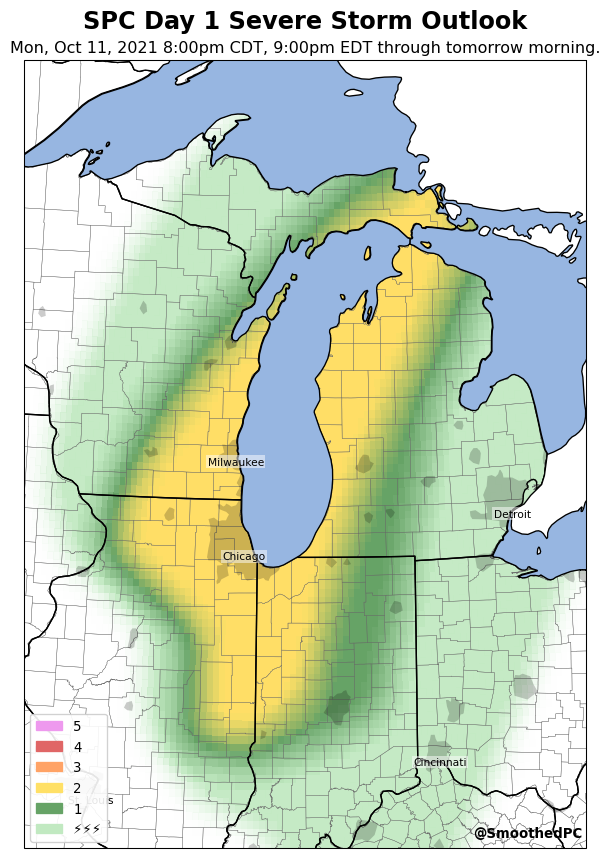 SPC Day 1 Severe Storm Outlook
Mon, Oct 11, 2021 8:00pm CDT, 9:00pm EDT through tomorrow morning.
Milwaukee
Detroit
Chicago
Cincinnati
5
4
3
2
1
⚡⚡⚡
Louis
@SmoothedPC